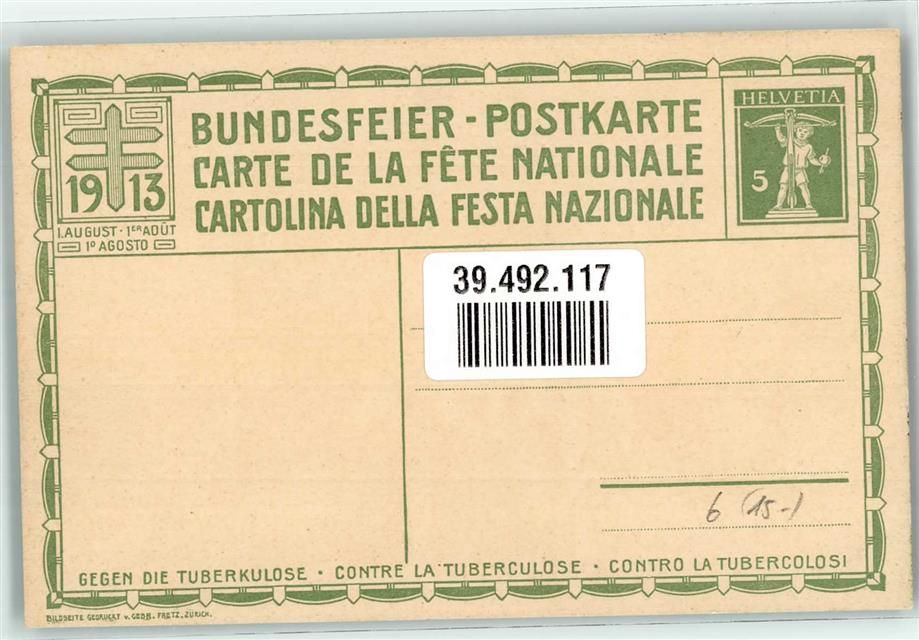 BUNDESFEIER - POSTKARTE
CARTE DE LA FÊTE NATIONALE
CARTOLINA DELLA FESTA NAZIONALE
1913
1.AUGUST · 1ER AOÛT
1º AGOSTO
HELVETIA
5
39.492.117
6 (15-)
GEGEN DIE TUBERKULOSE · CONTRE LA TUBERCULOSE · CONTRO LA TUBERCOLOSI
BILDSEITE GEDRUCKT v. GEBR. FRETZ. ZÜRICH.